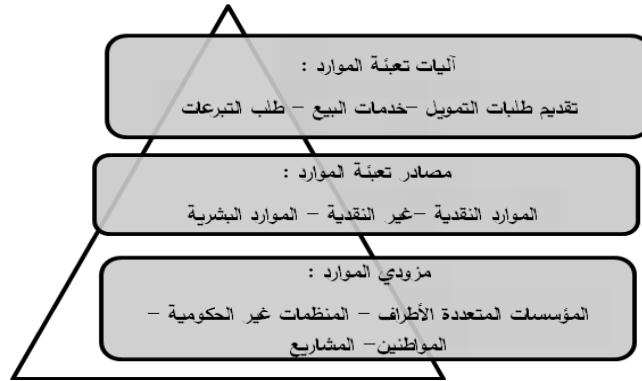 آليات تعبئة الموارد :
تقديم طلبات التمويل –خدمات البيع – طلب التبرعات
مصادر تعبئة الموارد :
الموارد النقدية –غير النقدية – الموارد البشرية
مزودي الموارد :
المؤسسات المتعددة الأطراف – المنظمات غير الحكومية –
المواطنين– المشاريع